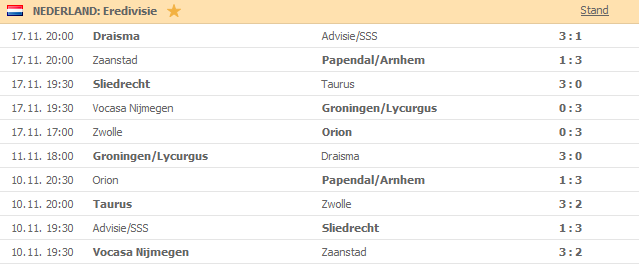 NEDERLAND: Eredivisie Stand
17.11. 20:00 Draisma Advisie/SSS 3 : 1
17.11. 20:00 Zaanstad Papendal/Arnhem 1 : 3
17.11. 19:30 Sliedrecht Taurus 3 : 0
17.11. 19:30 Vocasa Nijmegen Groningen/Lycurgus 0 : 3
17.11. 17:00 Zwolle Orion 0 : 3
11.11. 18:00 Groningen/Lycurgus Draisma 3 : 0
10.11. 20:30 Orion Papendal/Arnhem 1 : 3
10.11. 20:00 Taurus Zwolle 3 : 2
10.11. 19:30 Advisie/SSS Sliedrecht 1 : 3
10.11. 19:30 Vocasa Nijmegen Zaanstad 3 : 2